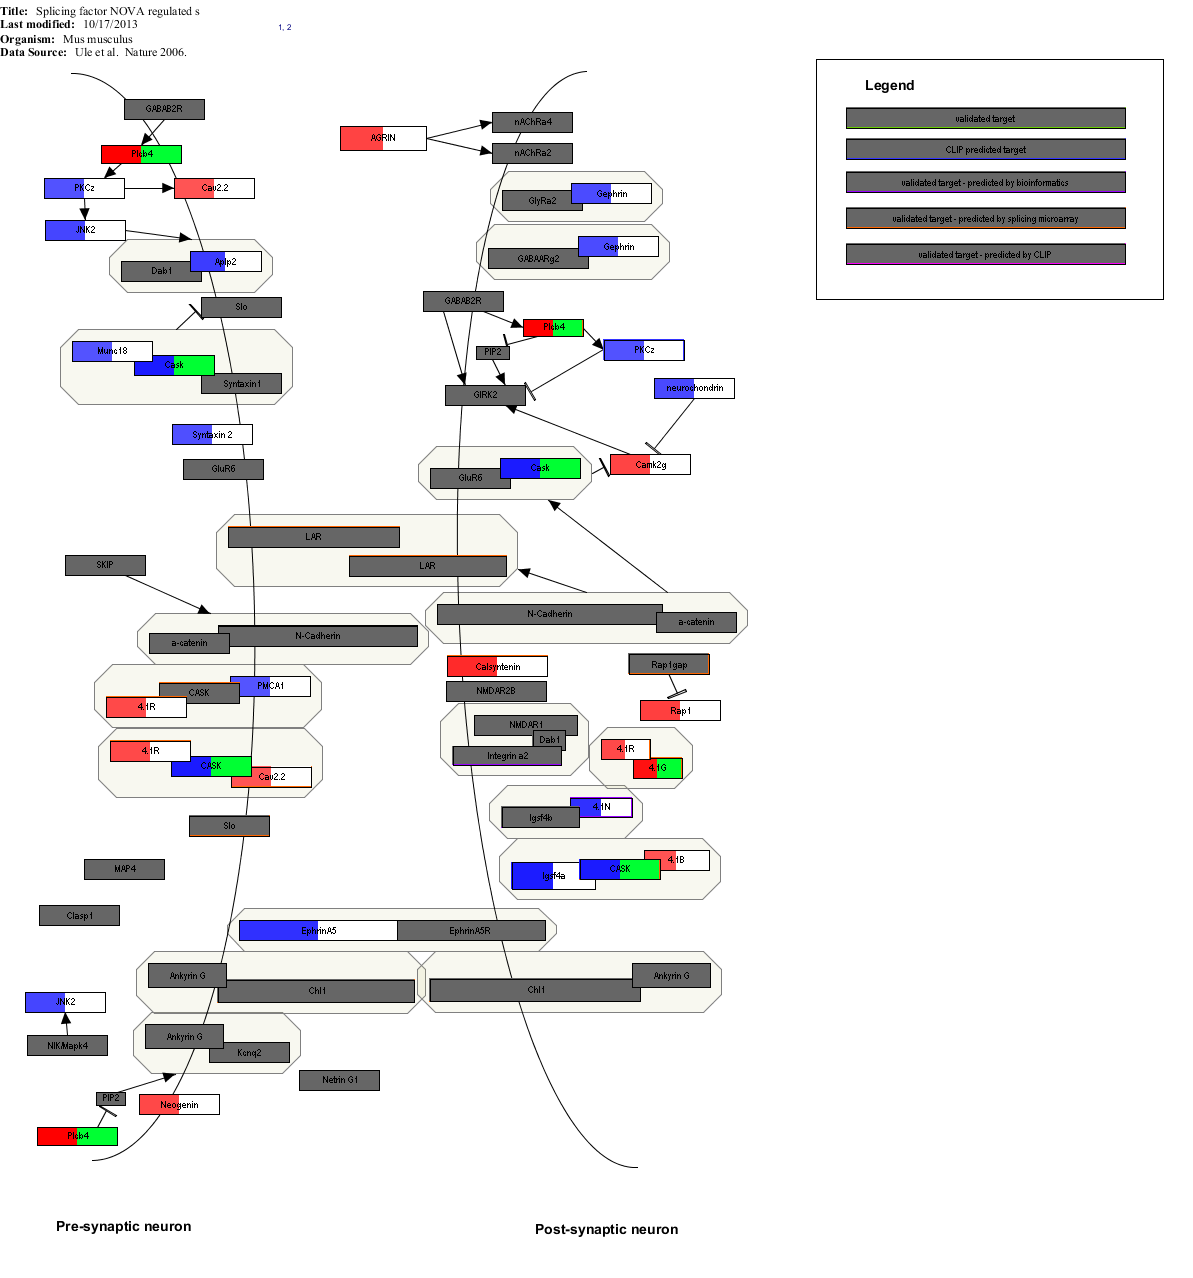 Title: Splicing factor NOVA regulated s
Last modified: 10/17/2013
1, 2
Organism: Mus musculus
Data Source: Ule et al. Nature 2006.
Legend
validated target
CLIP predicted target
validated target - predicted by bioinformatics
validated target - predicted by splicing microarray
validated target - predicted by CLIP
GABAB2R
Plcb4
PKCz
Cav2.2
JNK2
Aplp2
Dab1
Slo
Munc18
Cask
Syntaxin1
Syntaxin 2
GluR6
LAR
LAR
SKIP
a-catenin
N-Cadherin
PMCA1
CASK
4.1R
4.1R
CASK
Cav2.2
Slo
MAP4
Clasp1
EphrinA5
EphrinA5R
Ankyrin G
Chl1
JNK2
NIK/Mapk4
Ankyrin G
Kcnq2
Netrin G1
PIP2
Neogenin
Plcb4
AGRIN
nAChRa4
nAChRa2
Gephrin
GlyRa2
Gephrin
GABAARg2
GABAB2R
Plcb4
PIP2
PKCz
GIRK2
neurochondrin
Camk2g
Cask
GluR6
N-Cadherin
a-catenin
Calsyntenin
NMDAR2B
Rap1gap
Rap1
NMDAR1
Dab1
Integrin a2
4.1R
4.1G
4.1N
Igsf4b
4.1B
CASK
Igsf4a
Ankyrin G
Chl1
Pre-synaptic neuron
Post-synaptic neuron